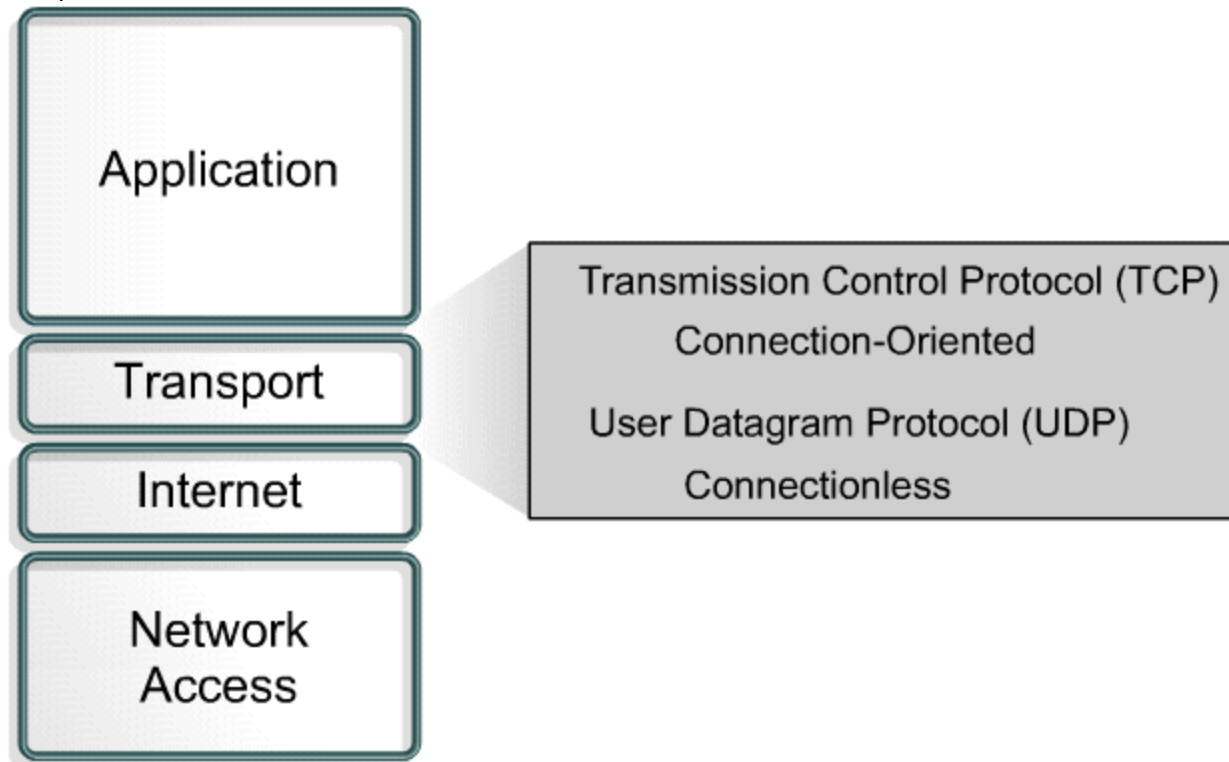 Application
Transport
Internet
Network
Access
Transmission Control Protocol (TCP)
Connection-Oriented
User Datagram Protocol (UDP)
Connectionless